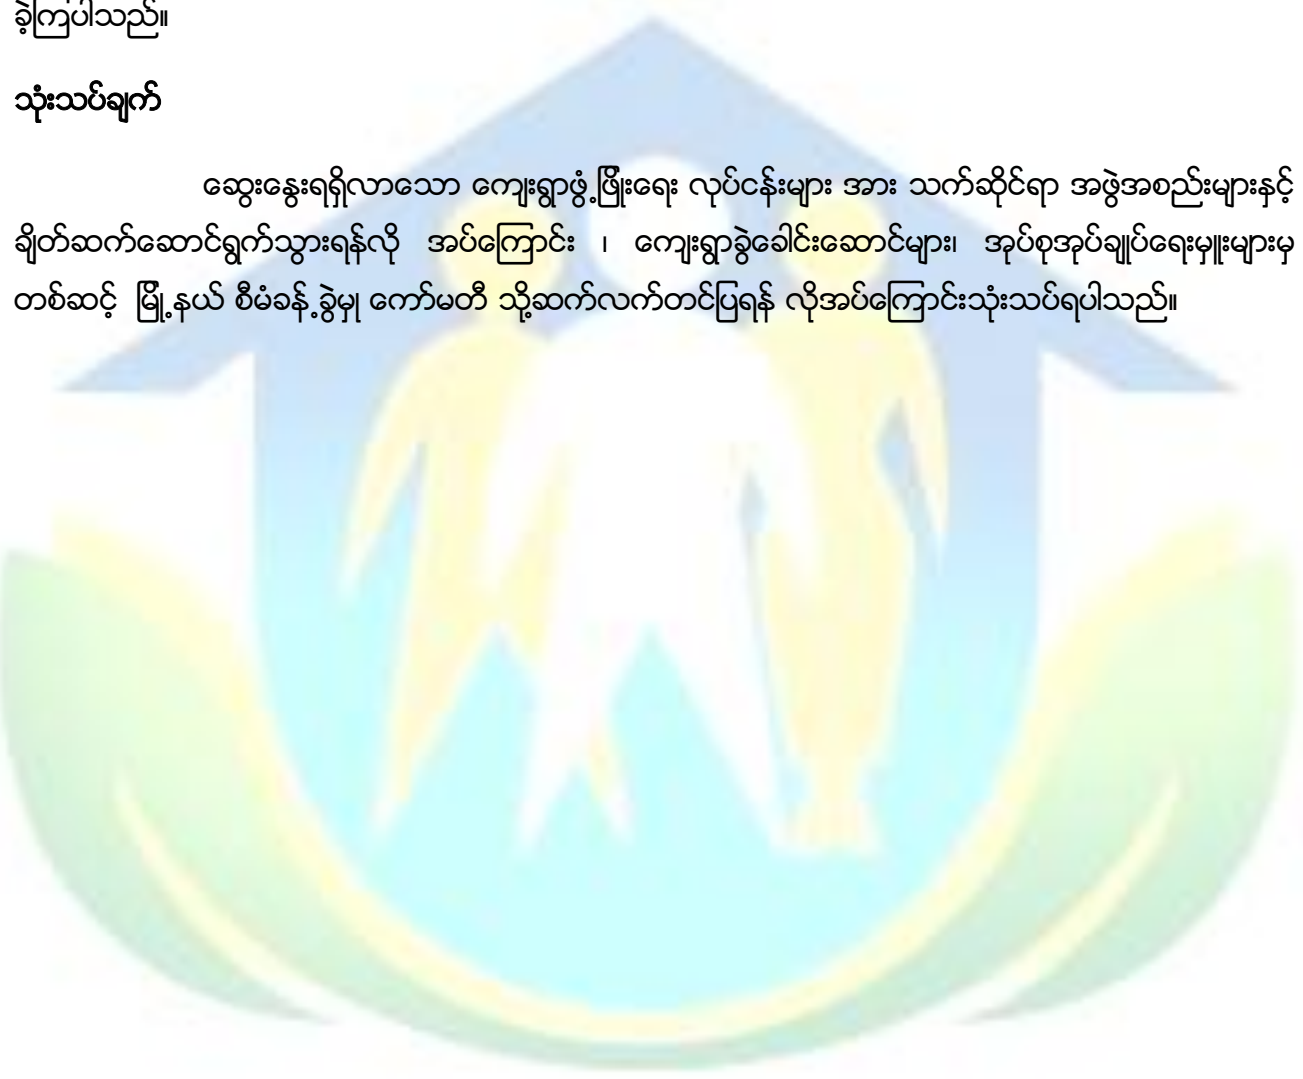 ခဲ့ကြပါသည်။
သုံးသပ်ချက်
ဆွေးနွေးရရှိလာသော ကျေးရွာဖွံ့ဖြိုးရေး လုပ်ငန်းများ အား သက်ဆိုင်ရာ အဖွဲ့အစည်းများနှင့်
ချိတ်ဆက်ဆောင်ရွက်သွားရန်လို အပ်ကြောင်း ၊ ကျေးရွာခွဲခေါင်းဆောင်များ၊ အုပ်စုအုပ်ချုပ်ရေးမှူးများမှ
တစ်ဆင့် မြို့နယ် စီမံခန့်ခွဲမှု ကော်မတီ သို့ဆက်လက်တင်ပြရန် လိုအပ်ကြောင်းသုံးသပ်ရပါသည်။